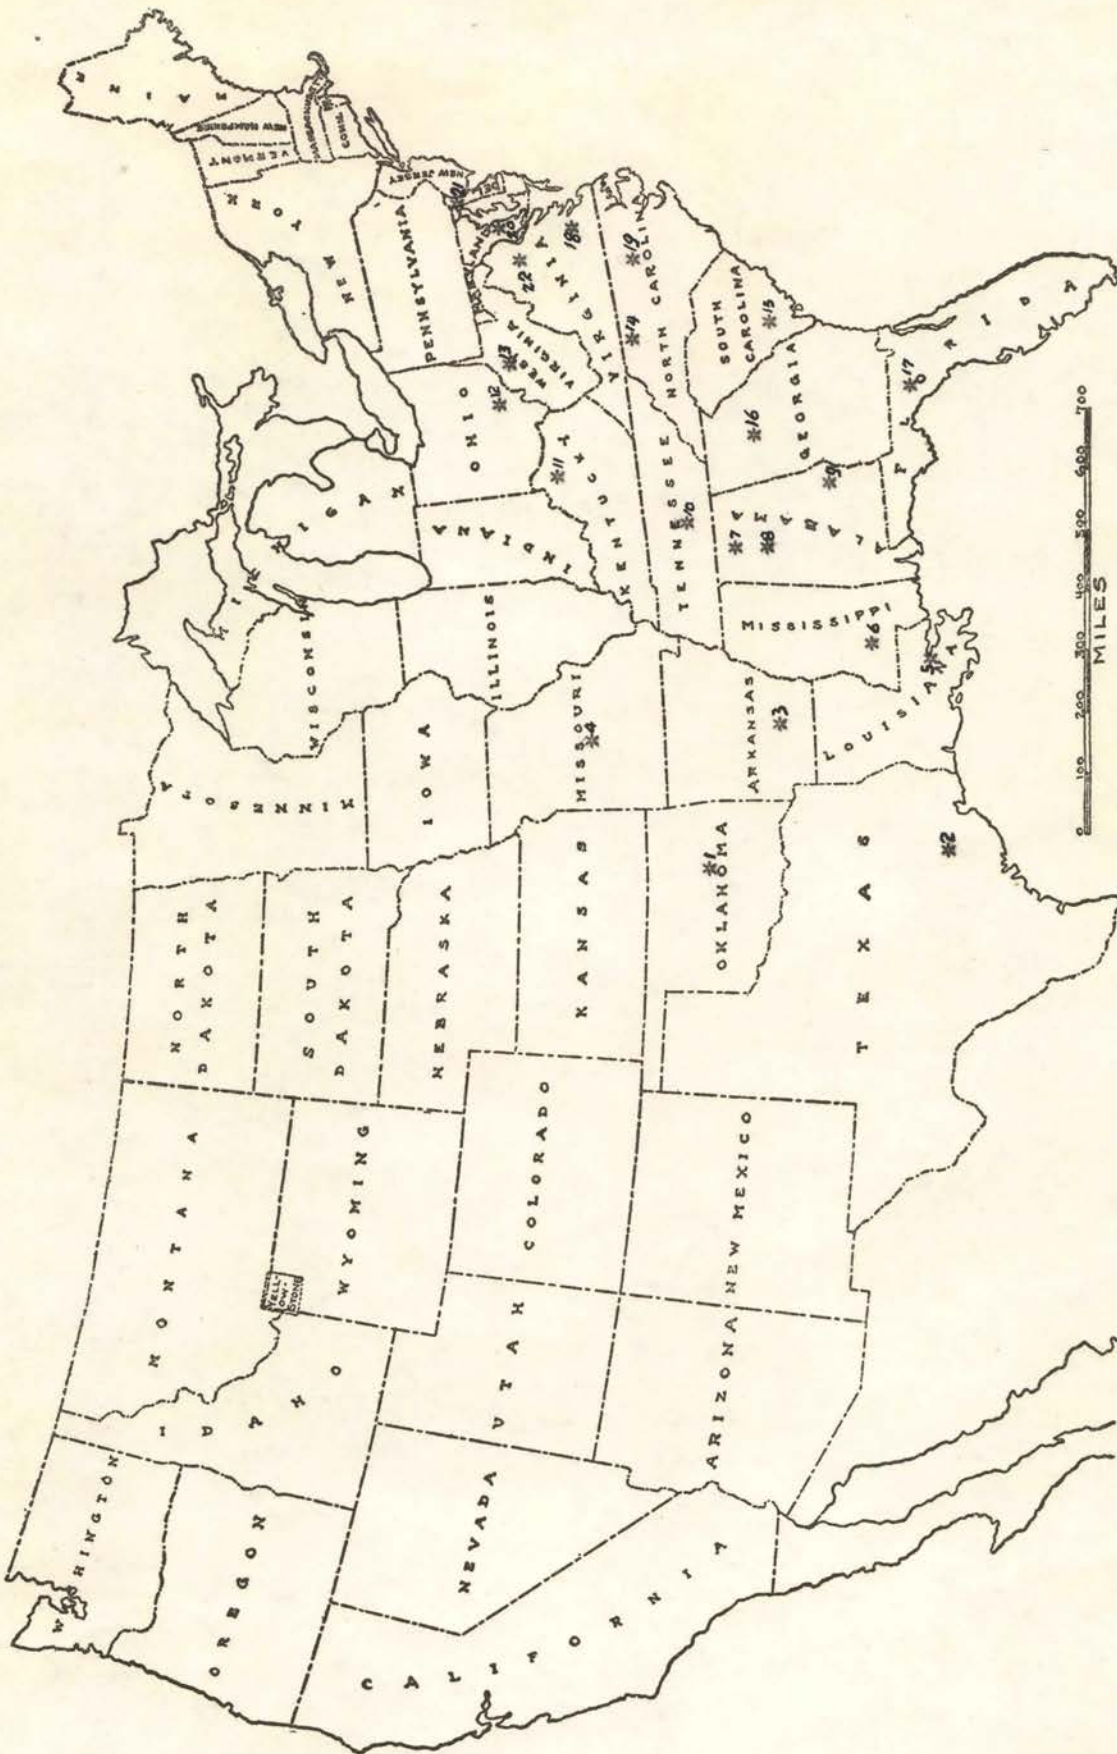 WASHINGTON
OREGON
CALIFORNIA
NEVADA
IDAHO
MONTANA
YELL-
OW-
STONE
WYOMING
UTAH
ARIZONA
COLORADO
NEW MEXICO
NORTH
DAKOTA
SOUTH
DAKOTA
NEBRASKA
KANSAS
OKLAHOMA
*1
TEXAS
*2
MINNESOTA
IOWA
MISSOURI
*4
ARKANSAS
*3
LOUISIANA
*5
WISCONSIN
ILLINOIS
MICH
INDIANA
OHIO
*12
KENTUCKY
*11
TENNESSEE
*10
MISSISSIPPI
*6
ALABAMA
*7
*8
*9
GEORGIA
*16
FLORIDA
*17
SOUTH
CAROLINA
*15
NORTH CAROLINA
*14
*19
VIRGINIA
*18
22*
WEST
VIRGINIA
*13
MARYLAND
*20
DEL.
PENNSYLVANIA
NEW JERSEY
NEW YORK
CONN.
MASSACHUSETTS
VERMONT
NEW HAMPSHIRE
MAINE
0 100 200 300 400 500 600 700
MILES